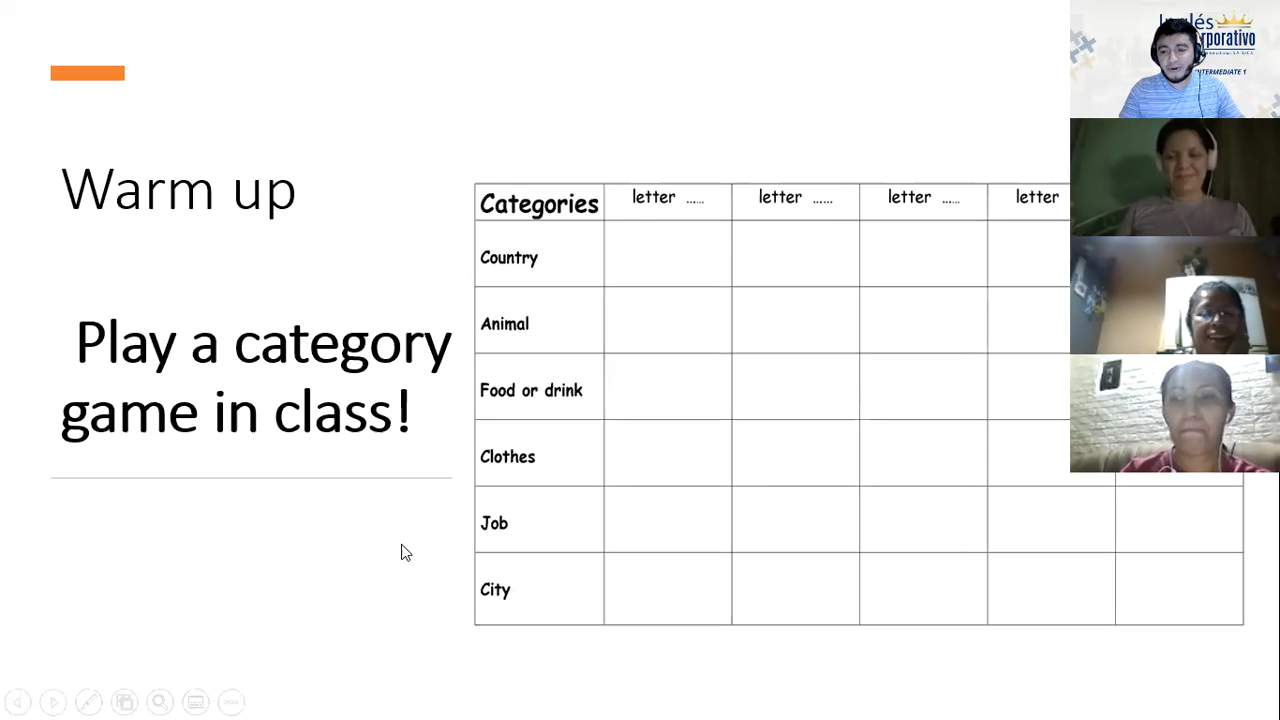 Warm up
Play a category
game in class!
Categories letter ...... letter ...... letter ...... letter
Country
Animal
Food or drink
Clothes
Job
City
Inglés
INTERMEDIATE 1